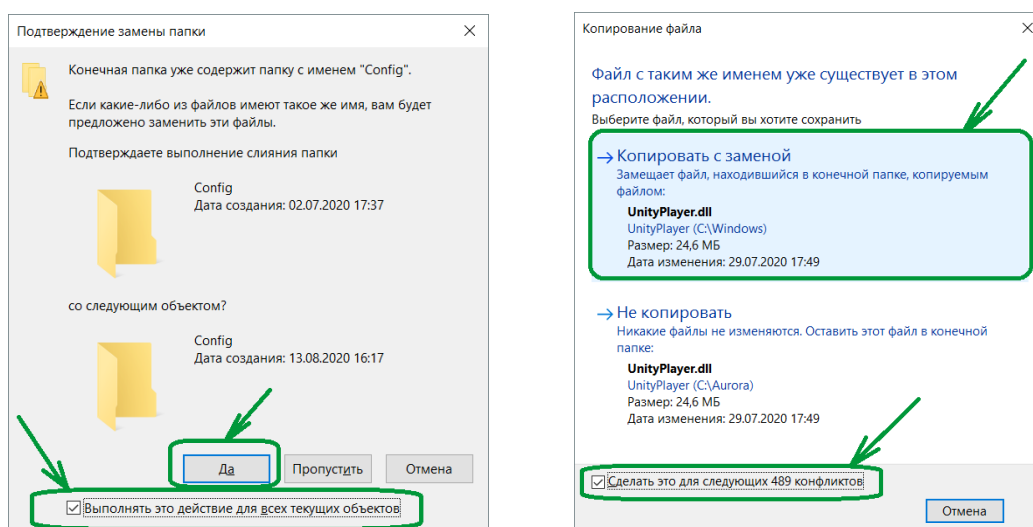 Подтверждение замены папки
Конечная папка уже содержит папку с именем "Config".
Если какие-либо из файлов имеют такое же имя, вам будет
предложено заменить эти файлы.
Подтверждаете выполнение слияния папки
Config
Дата создания: 02.07.2020 17:37
со следующим объектом?
Config
Дата создания: 13.08.2020 16:17
Да
Пропустить
Отмена
Выполнять это действие для всех текущих объектов
Копирование файла
Файл с таким же именем уже существует в этом
расположении.
Выберите файл, который вы хотите сохранить
Копировать с заменой
Замещает файл, находившийся в конечной папке, копируемым
файлом:
UnityPlayer.dll
UnityPlayer (C:\Windows)
Размер: 24,6 МБ
Дата изменения: 29.07.2020 17:49
Не копировать
Никакие файлы не изменяются. Оставить этот файл в конечной
папке:
UnityPlayer.dll
UnityPlayer (C:\Aurora)
Размер: 24,6 МБ
Дата изменения: 29.07.2020 17:49
Сделать это для следующих 489 конфликтов
Отмена